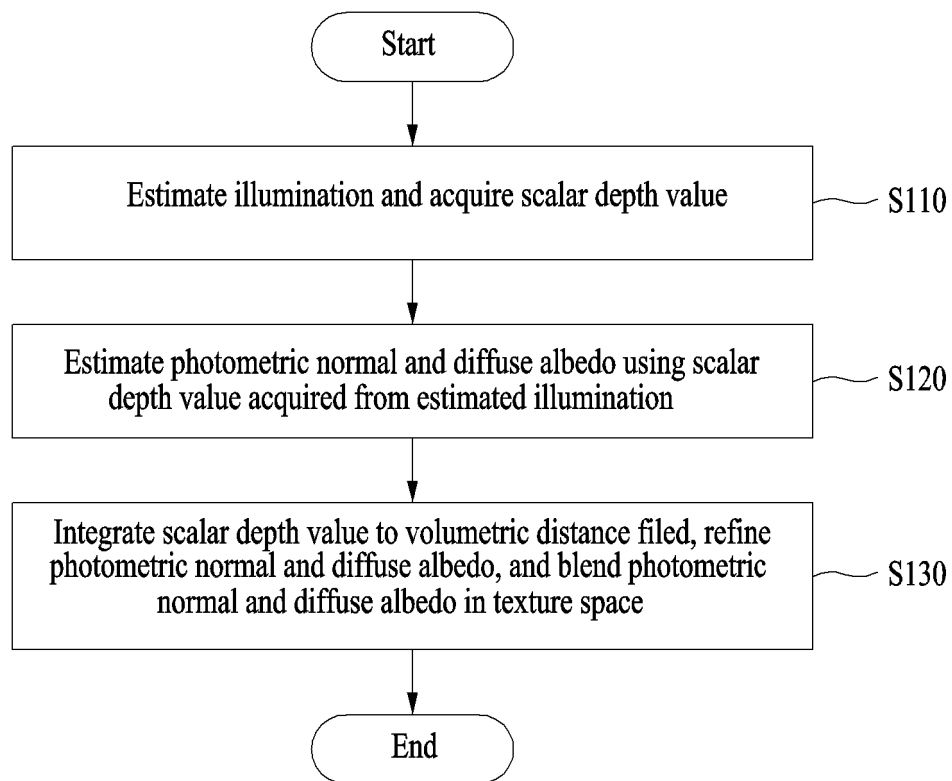 Start
Estimate illumination and acquire scalar depth value
S110
Estimate photometric normal and diffuse albedo using scalar
depth value acquired from estimated illumination
S120
Integrate scalar depth value to volumetric distance filed, refine
photometric normal and diffuse albedo, and blend photometric
normal and diffuse albedo in texture space
S130
End